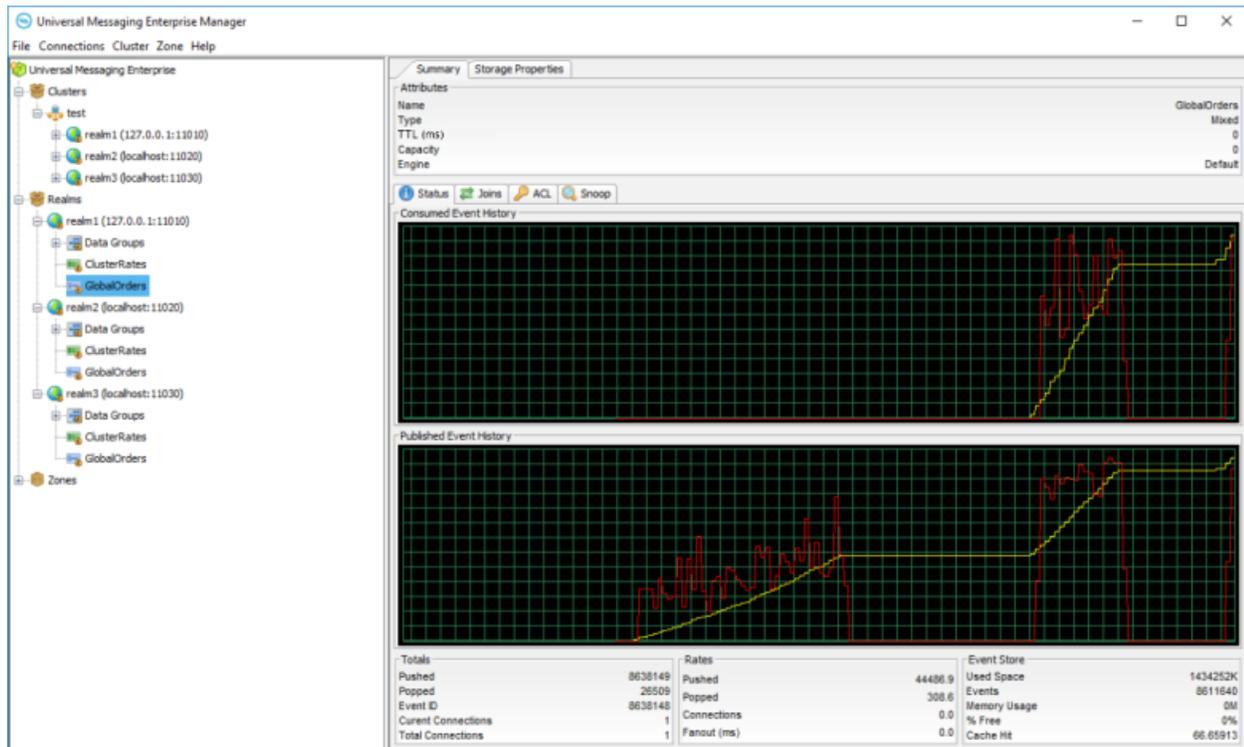 Universal Messaging Enterprise Manager
File Connections Cluster Zone Help
Universal Messaging Enterprise
Clusters
test
realm1 (127.0.0.1:11010)
realm2 (localhost:11020)
realm3 (localhost:11030)
Realms
realm1 (127.0.0.1:11010)
Data Groups
ClusterRates
GlobalOrders
realm2 (localhost:11020)
Data Groups
ClusterRates
GlobalOrders
realm3 (localhost:11030)
Data Groups
ClusterRates
GlobalOrders
Zones
Summary Storage Properties
Attributes
Name GlobalOrders
Type Mixed
TTL (ms) 0
Capacity 0
Engine Default
Status Joins ACL Snoop
Consumed Event History
Published Event History
Totals
Pushed 8638149
Popped 26509
Event ID 8638148
Curent Connections 1
Total Connections 1
Rates
Pushed 44486.9
Popped 308.6
Connections 0.0
Fanout (ms) 0.0
Event Store
Used Space 1434252K
Events 8611640
Memory Usage 0M
% Free 0%
Cache Hit 66.65913